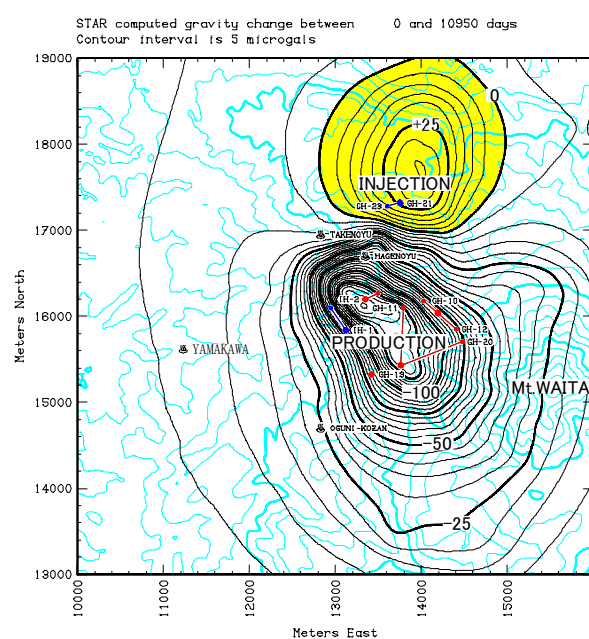 STAR computed gravity change between 0 and 10950 days
Contour interval is 5 microgals
19000
0
+25
18000
INJECTION
GH-23
GH-21
17000
TAKENOYU
HAGENOYU
IH-2
GH-11
GH-10
16000
IH-1
GH-12
PRODUCTION
GH-20
YAMAKAWA
GH-19
-100
Mt.WAITA
15000
OGUNI-KOZAN
-50
14000
-25
13000
Meters North
10000
11000
12000
13000
14000
15000
Meters East